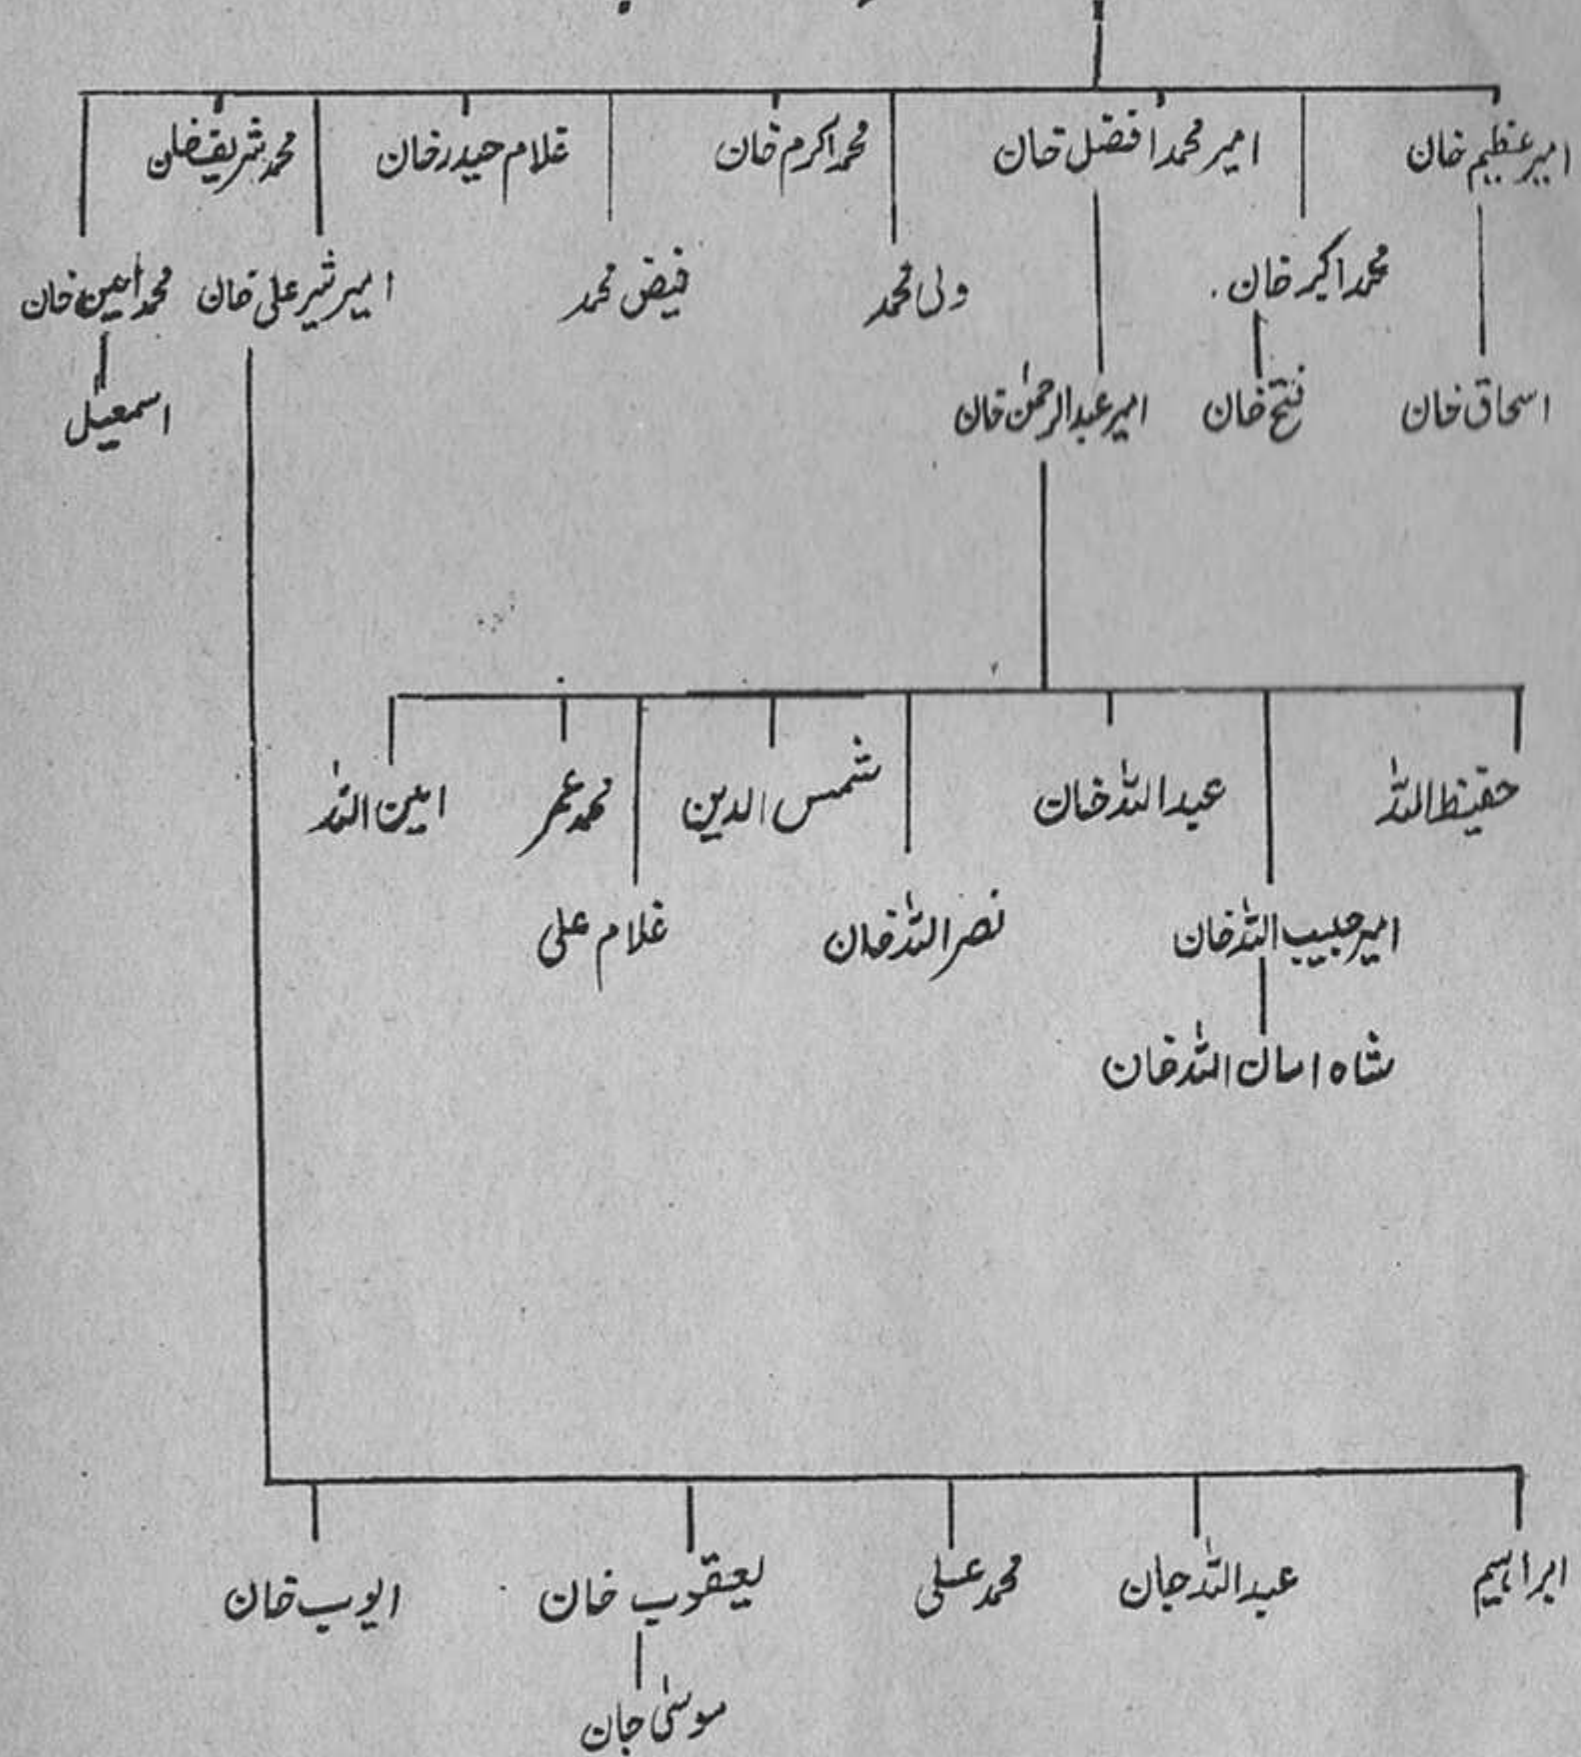 امیر عظیم خان
امیر محمد افضل خان
محمد اکرم خان
غلام حیدر خان
محمد شریف خان
محمد اکبر خان
ولی محمد
فیض محمد
امیر شیر علی خان
محمد امین خان
اسحاق خان
فتح خان
امیر عبدالرحمٰن خان
اسمعیل
حفیظ اللہ
عبداللہ خان
شمس الدین
محمد عمر
امین اللہ
امیر حبیب اللہ خان
نصراللہ خان
غلام علی
شاہ امان اللہ خان
ابراہیم
عبداللہ جان
محمد علی
یعقوب خان
ایوب خان
موسیٰ جان